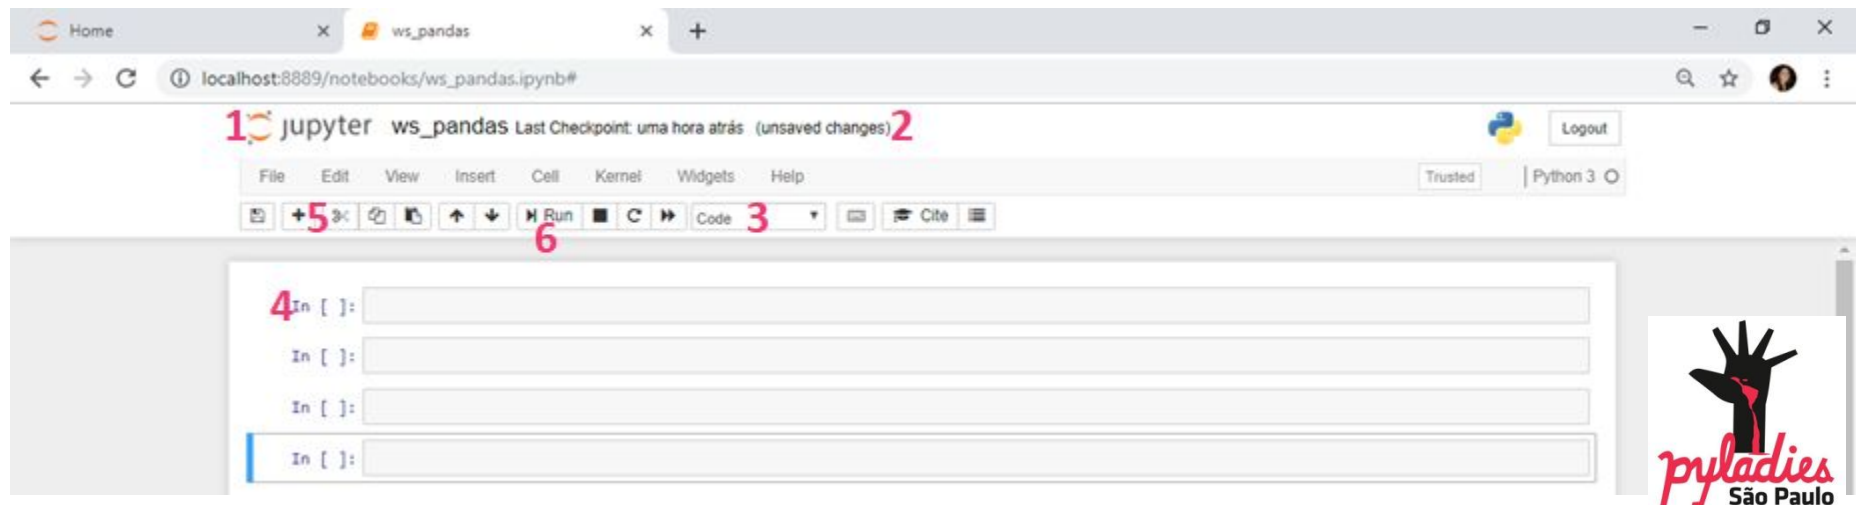 Home ws_pandas
localhost:8889/notebooks/ws_pandas.ipynb#
1 jupyter ws_pandas Last Checkpoint: uma hora atrás (unsaved changes) 2 Logout
File Edit View Insert Cell Kernel Widgets Help Trusted Python 3
5 Run Code 3 Cite
6
4 In [ ]:
In [ ]:
In [ ]:
In [ ]:
pyladies
São Paulo